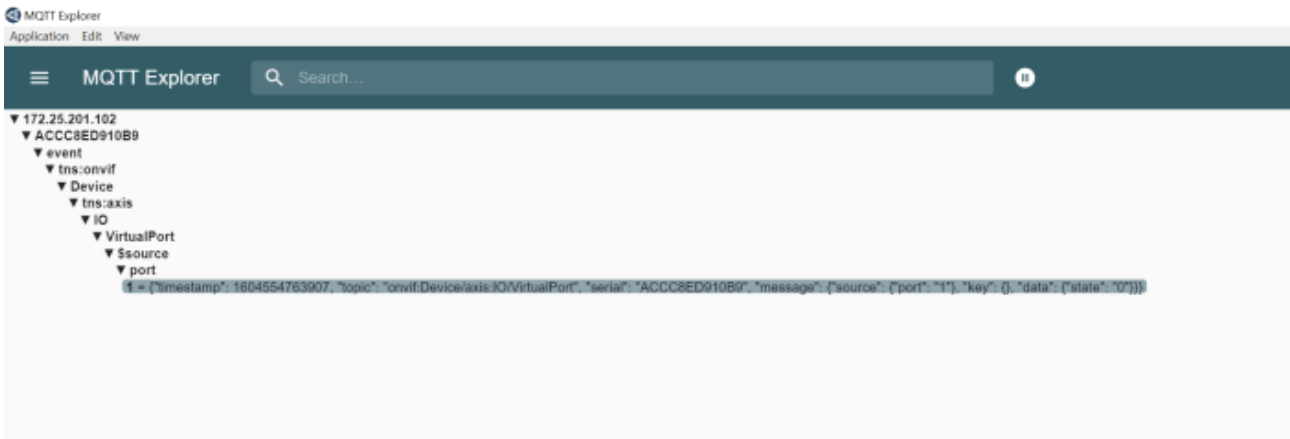 MQTT Explorer
Application Edit View
MQTT Explorer Search...
▼ 172.25.201.102
▼ ACCC8ED910B9
▼ event
▼ tns:onvif
▼ Device
▼ tns:axis
▼ IO
▼ VirtualPort
▼ $source
▼ port
1 = {"timestamp": 1604554763907, "topic": "onvif:Device/axis:IO/VirtualPort", "serial": "ACCC8ED910B9", "message": {"source": {"port": "1"}, "key": {}, "data": {"state": "0"}}}